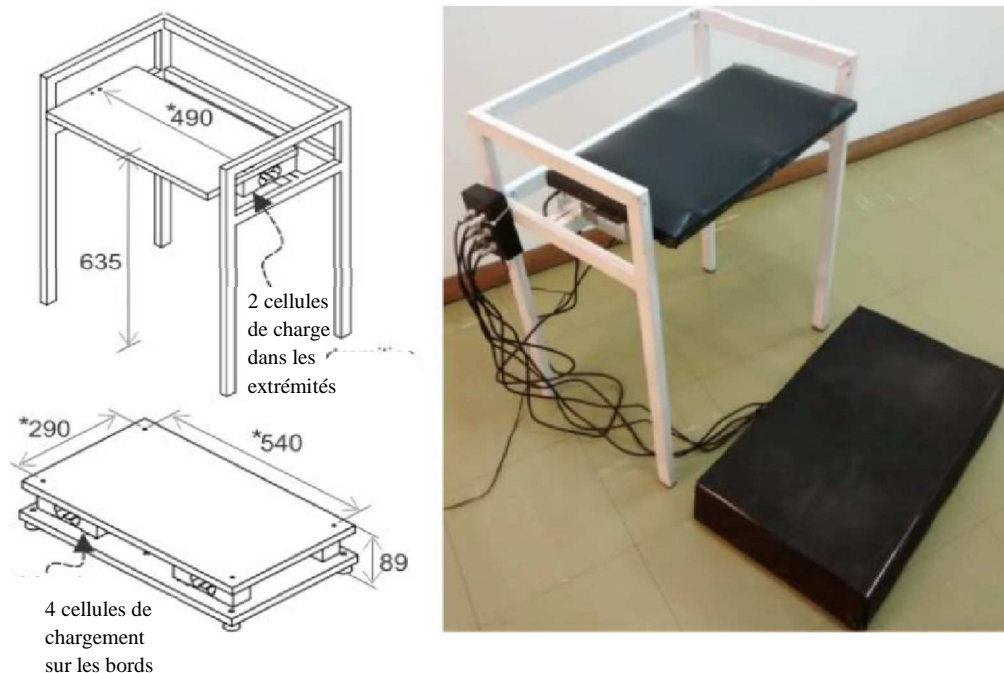 *490
635
2 cellules
de charge
dans les
extrémités
*290
*540
89
4 cellules de
chargement
sur les bords